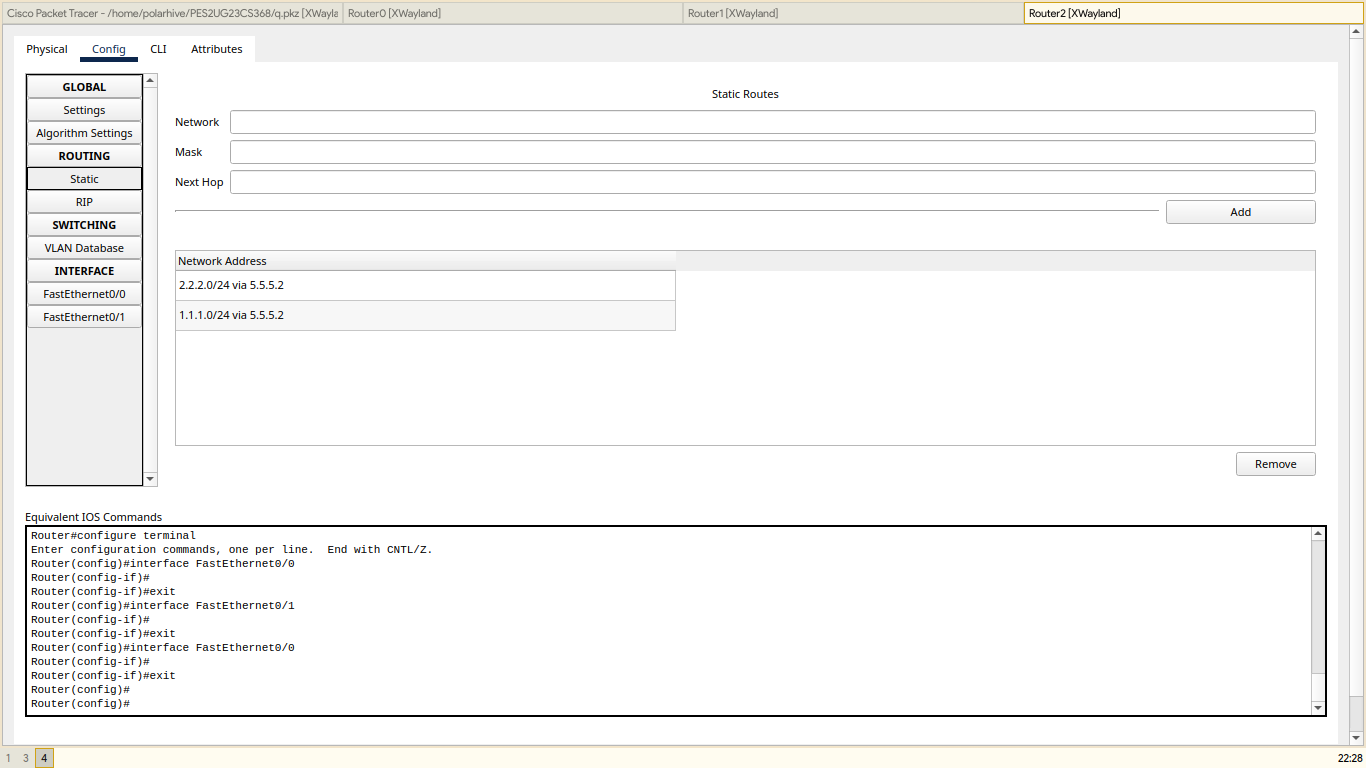 Cisco Packet Tracer - /home/polarhive/PES2UG23CS368/q.pkz [XWayla
Router0 [XWayland]
Router1 [XWayland]
Router2 [XWayland]
Physical
Config
CLI
Attributes
GLOBAL
Settings
Algorithm Settings
ROUTING
Static
RIP
SWITCHING
VLAN Database
INTERFACE
FastEthernet0/0
FastEthernet0/1
Static Routes
Network
Mask
Next Hop
Add
Network Address
2.2.2.0/24 via 5.5.5.2
1.1.1.0/24 via 5.5.5.2
Remove
Equivalent IOS Commands
Router#configure terminal
Enter configuration commands, one per line.  End with CNTL/Z.
Router(config)#interface FastEthernet0/0
Router(config-if)#
Router(config-if)#exit
Router(config)#interface FastEthernet0/1
Router(config-if)#
Router(config-if)#exit
Router(config)#interface FastEthernet0/0
Router(config-if)#
Router(config-if)#exit
Router(config)#
Router(config)#
1 3 4
22:28